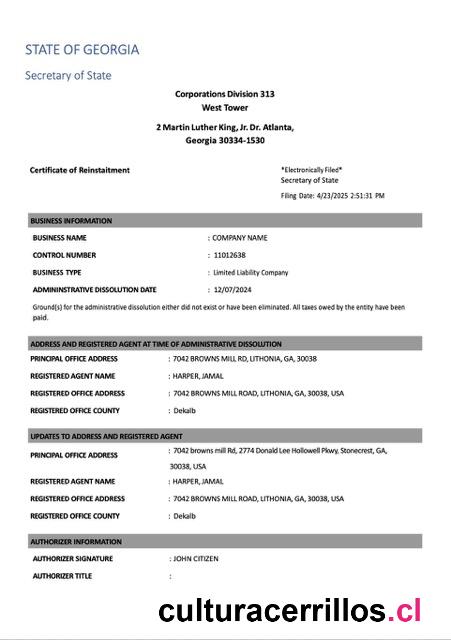 STATE OF GEORGIA
Secretary of State
Corporations Division 313
West Tower
2 Martin Luther King, Jr. Dr. Atlanta,
Georgia 30334-1530
Certificate of Reinstaitment
*Electronically Filed*
Secretary of State
Filing Date: 4/23/2025 2:51:31 PM
BUSINESS INFORMATION
BUSINESS NAME : COMPANY NAME
CONTROL NUMBER : 11012638
BUSINESS TYPE : Limited Liability Company
ADMININSTRATIVE DISSOLUTION DATE : 12/07/2024
Ground(s) for the administrative dissolution either did not exist or have been eliminated. All taxes owed by the entity have been
paid.
ADDRESS AND REGISTERED AGENT AT TIME OF ADMINISTRATIVE DISSOLUTION
PRINCIPAL OFFICE ADDRESS : 7042 BROWNS MILL RD, LITHONIA, GA, 30038
REGISTERED AGENT NAME : HARPER, JAMAL
REGISTERED OFFICE ADDRESS : 7042 BROWNS MILL ROAD, LITHONIA, GA, 30038, USA
REGISTERED OFFICE COUNTY : Dekalb
UPDATES TO ADDRESS AND REGISTERED AGENT
PRINCIPAL OFFICE ADDRESS : 7042 browns mill Rd, 2774 Donald Lee Hollowell Pkwy, Stonecrest, GA,
30038, USA
REGISTERED AGENT NAME : HARPER, JAMAL
REGISTERED OFFICE ADDRESS : 7042 BROWNS MILL ROAD, LITHONIA, GA, 30038, USA
REGISTERED OFFICE COUNTY : Dekalb
AUTHORIZER INFORMATION
AUTHORIZER SIGNATURE : JOHN CITIZEN
AUTHORIZER TITLE :
culturacerrillos.cl